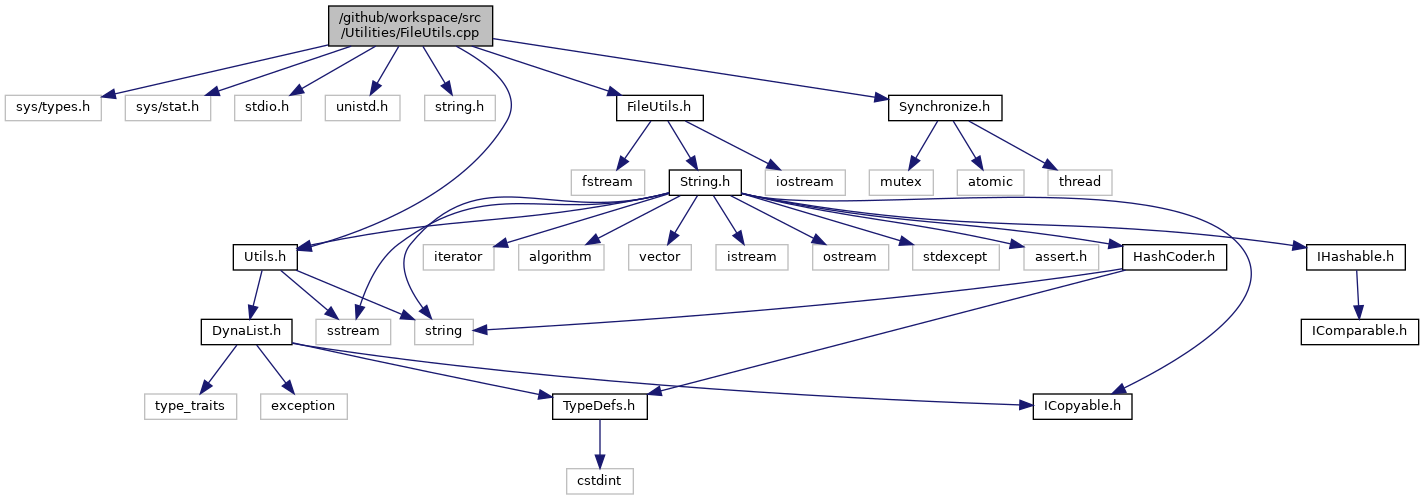 /github/workspace/src
/Utilities/FileUtils.cpp
sys/types.h
sys/stat.h
stdio.h
unistd.h
string.h
FileUtils.h
Synchronize.h
fstream
String.h
iostream
mutex
atomic
thread
Utils.h
iterator
algorithm
vector
istream
ostream
stdexcept
assert.h
HashCoder.h
IHashable.h
DynaList.h
sstream
string
IComparable.h
type_traits
exception
TypeDefs.h
ICopyable.h
cstdint